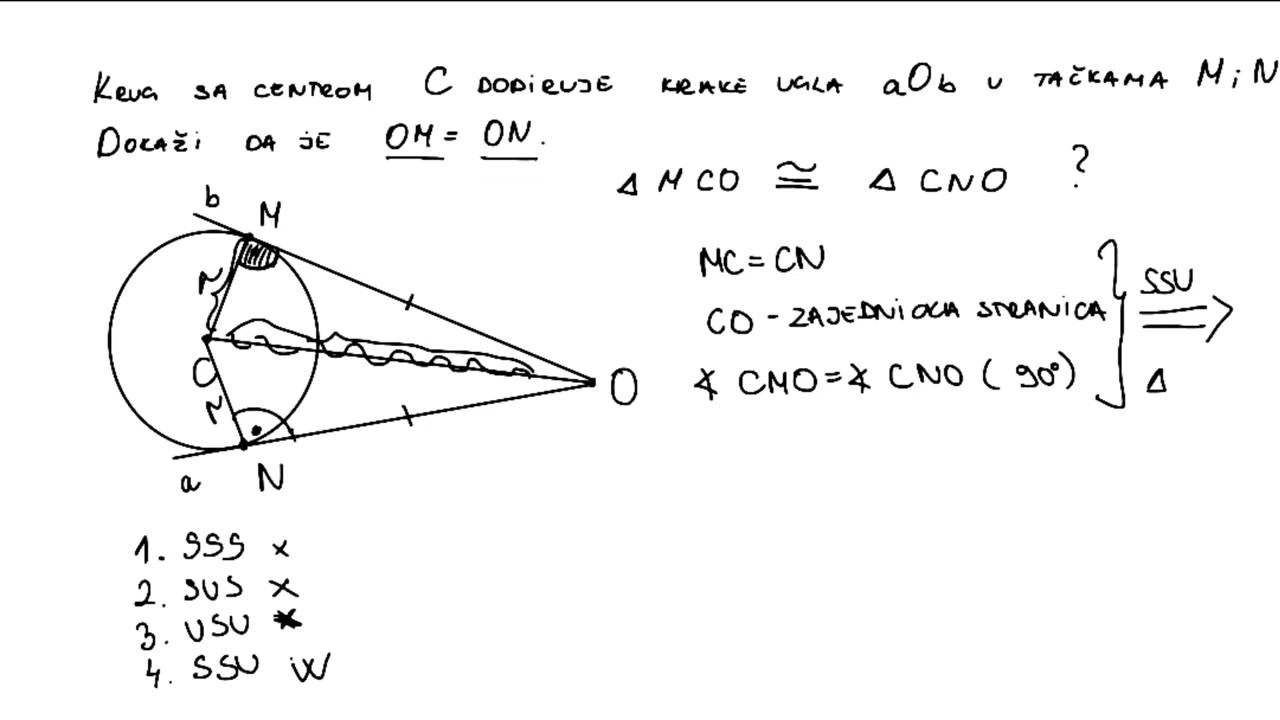 KRUG SA CENTROM C DODIRUJE KRAKE UGLA aOb U TAČKAMA M i N
DOKAŽI DA JE OM = ON.
△ MCO ≅ △ CNO ?
b M
MC = CN
SSU
r
CO - ZAJEDNIČKA STRANICA
C
O
∢ CMO = ∢ CNO ( 90° )
△
r
a N
1. SSS x
2. SUS x
3. USU x
4. SSU